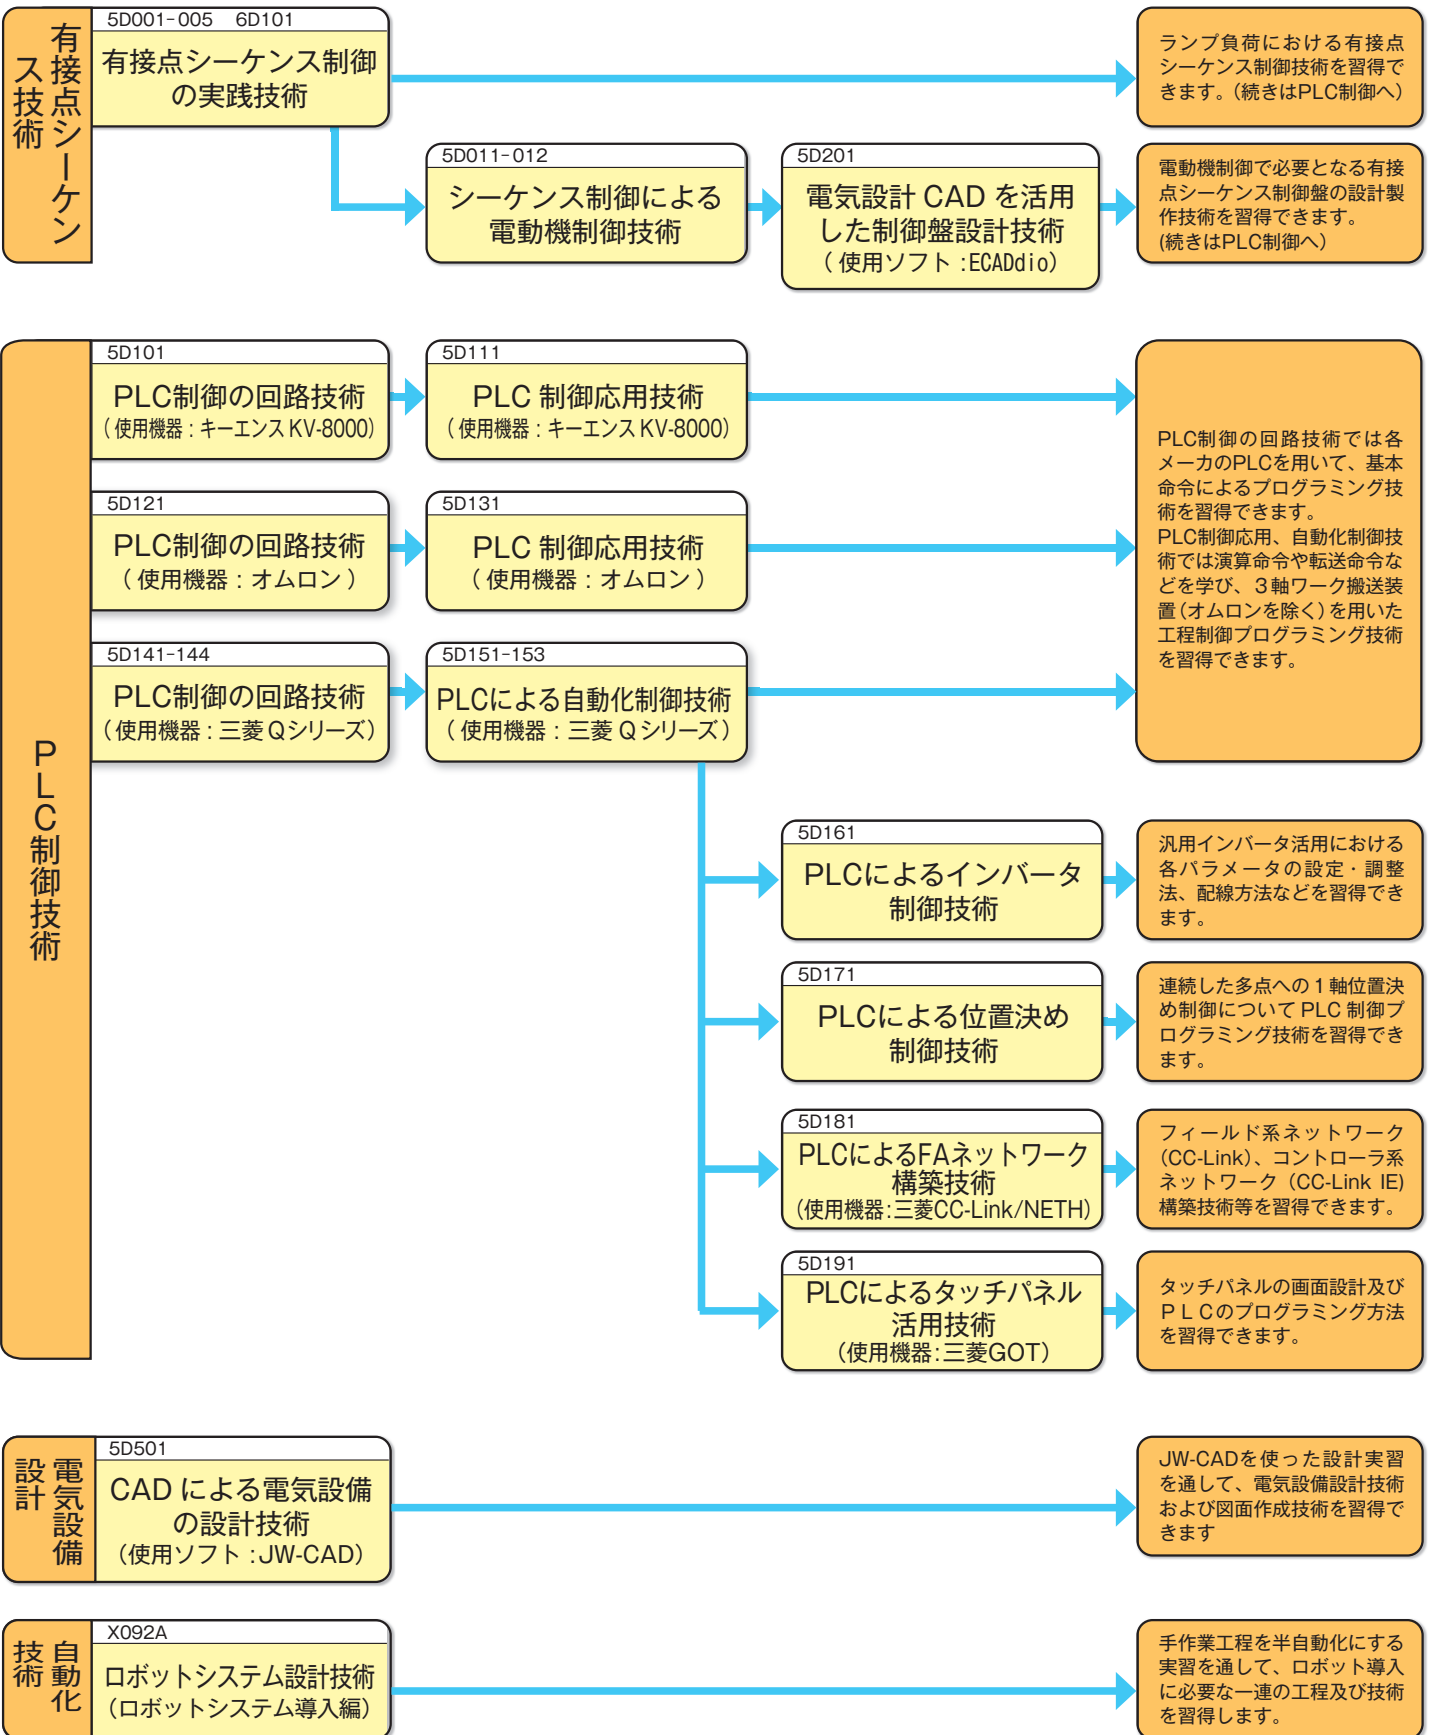 有接点シーケン
ス技術
5D001-005 6D101
有接点シーケンス制御
の実践技術
ランプ負荷における有接点
シーケンス制御技術を習得で
きます。(続きはPLC制御へ)
5D011-012
シーケンス制御による
電動機制御技術
5D201
電気設計 CAD を活用
した制御盤設計技術
（使用ソフト：ECADdio）
電動機制御で必要となる有接
点シーケンス制御盤の設計製
作技術を習得できます。
(続きはPLC制御へ)
PLC制御技術
5D101
PLC制御の回路技術
（使用機器：キーエンス KV-8000）
5D111
PLC 制御応用技術
（使用機器：キーエンス KV-8000）
5D121
PLC制御の回路技術
（使用機器：オムロン）
5D131
PLC 制御応用技術
（使用機器：オムロン）
5D141-144
PLC制御の回路技術
（使用機器：三菱 Qシリーズ）
5D151-153
PLCによる自動化制御技術
（使用機器：三菱 Qシリーズ）
PLC制御の回路技術では各
メーカのPLCを用いて、基本
命令によるプログラミング技
術を習得できます。
PLC制御応用、自動化制御技
術では演算命令や転送命令な
どを学び、３軸ワーク搬送装
置（オムロンを除く）を用いた
工程制御プログラミング技術
を習得できます。
5D161
PLCによるインバータ
制御技術
汎用インバータ活用における
各パラメータの設定・調整
法、配線方法などを習得でき
ます。
5D171
PLCによる位置決め
制御技術
連続した多点への１軸位置決
め制御について PLC 制御プ
ログラミング技術を習得でき
ます。
5D181
PLCによるFAネットワーク
構築技術
（使用機器：三菱CC-Link/NETH）
フィールド系ネットワーク
（CC-Link）、コントローラ系
ネットワーク（CC-Link IE）
構築技術等を習得できます。
5D191
PLCによるタッチパネル
活用技術
（使用機器：三菱GOT）
タッチパネルの画面設計及び
ＰＬＣのプログラミング方法
を習得できます。
電気設備
設計
5D501
CAD による電気設備
の設計技術
（使用ソフト：JW-CAD）
JW-CADを使った設計実習
を通して、電気設備設計技術
および図面作成技術を習得で
きます
自動化
技術
X092A
ロボットシステム設計技術
（ロボットシステム導入編）
手作業工程を半自動化にする
実習を通して、ロボット導入
に必要な一連の工程及び技術
を習得します。